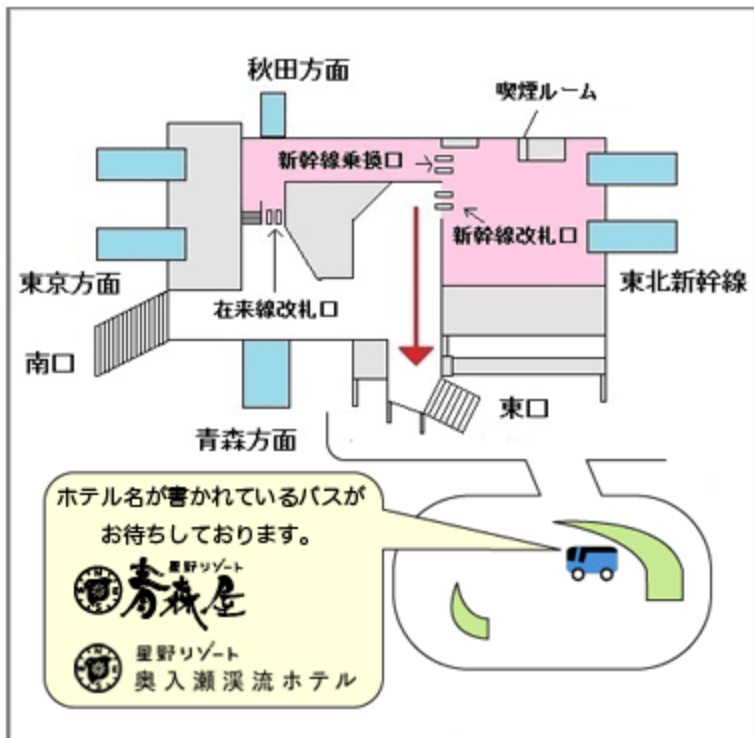 秋田方面
喫煙ルーム
新幹線乗換口
新幹線改札口
東京方面
在来線改札口
東北新幹線
南口
東口
青森方面
ホテル名が書かれているバスが
お待ちしております。
星野リゾート
青森屋
星野リゾート
奥入瀬渓流ホテル